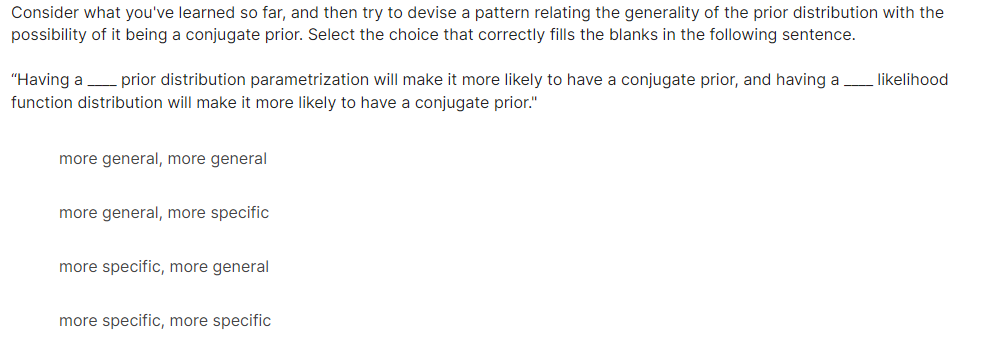 Consider what you've learned so far, and then try to devise a pattern relating the generality of the prior distribution with the
possibility of it being a conjugate prior. Select the choice that correctly fills the blanks in the following sentence.
“Having a ____ prior distribution parametrization will make it more likely to have a conjugate prior, and having a ____ likelihood
function distribution will make it more likely to have a conjugate prior."
more general, more general
more general, more specific
more specific, more general
more specific, more specific